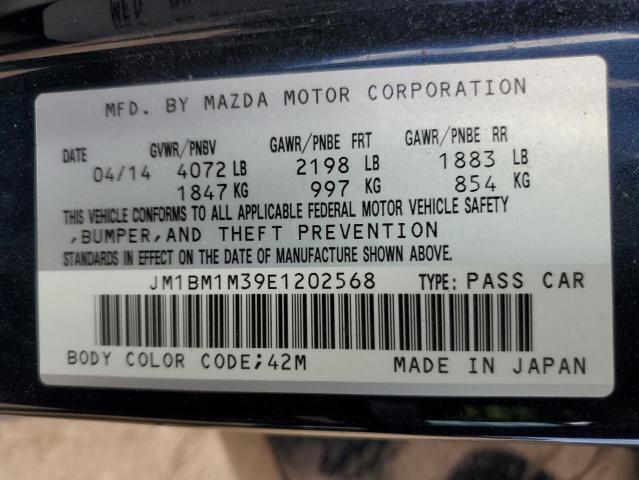 MFD. BY MAZDA MOTOR CORPORATION
DATE GVWR/PNBV GAWR/PNBE FRT GAWR/PNBE RR
04/14 4072 LB 2198 LB 1883 LB
1847 KG 997 KG 854 KG
THIS VEHICLE CONFORMS TO ALL APPLICABLE FEDERAL MOTOR VEHICLE SAFETY
,BUMPER,AND THEFT PREVENTION
STANDARDS IN EFFECT ON THE DATE OF MANUFACTURE SHOWN ABOVE.
JM1BM1M39E1202568 TYPE: PASS CAR
BODY COLOR CODE;42M MADE IN JAPAN